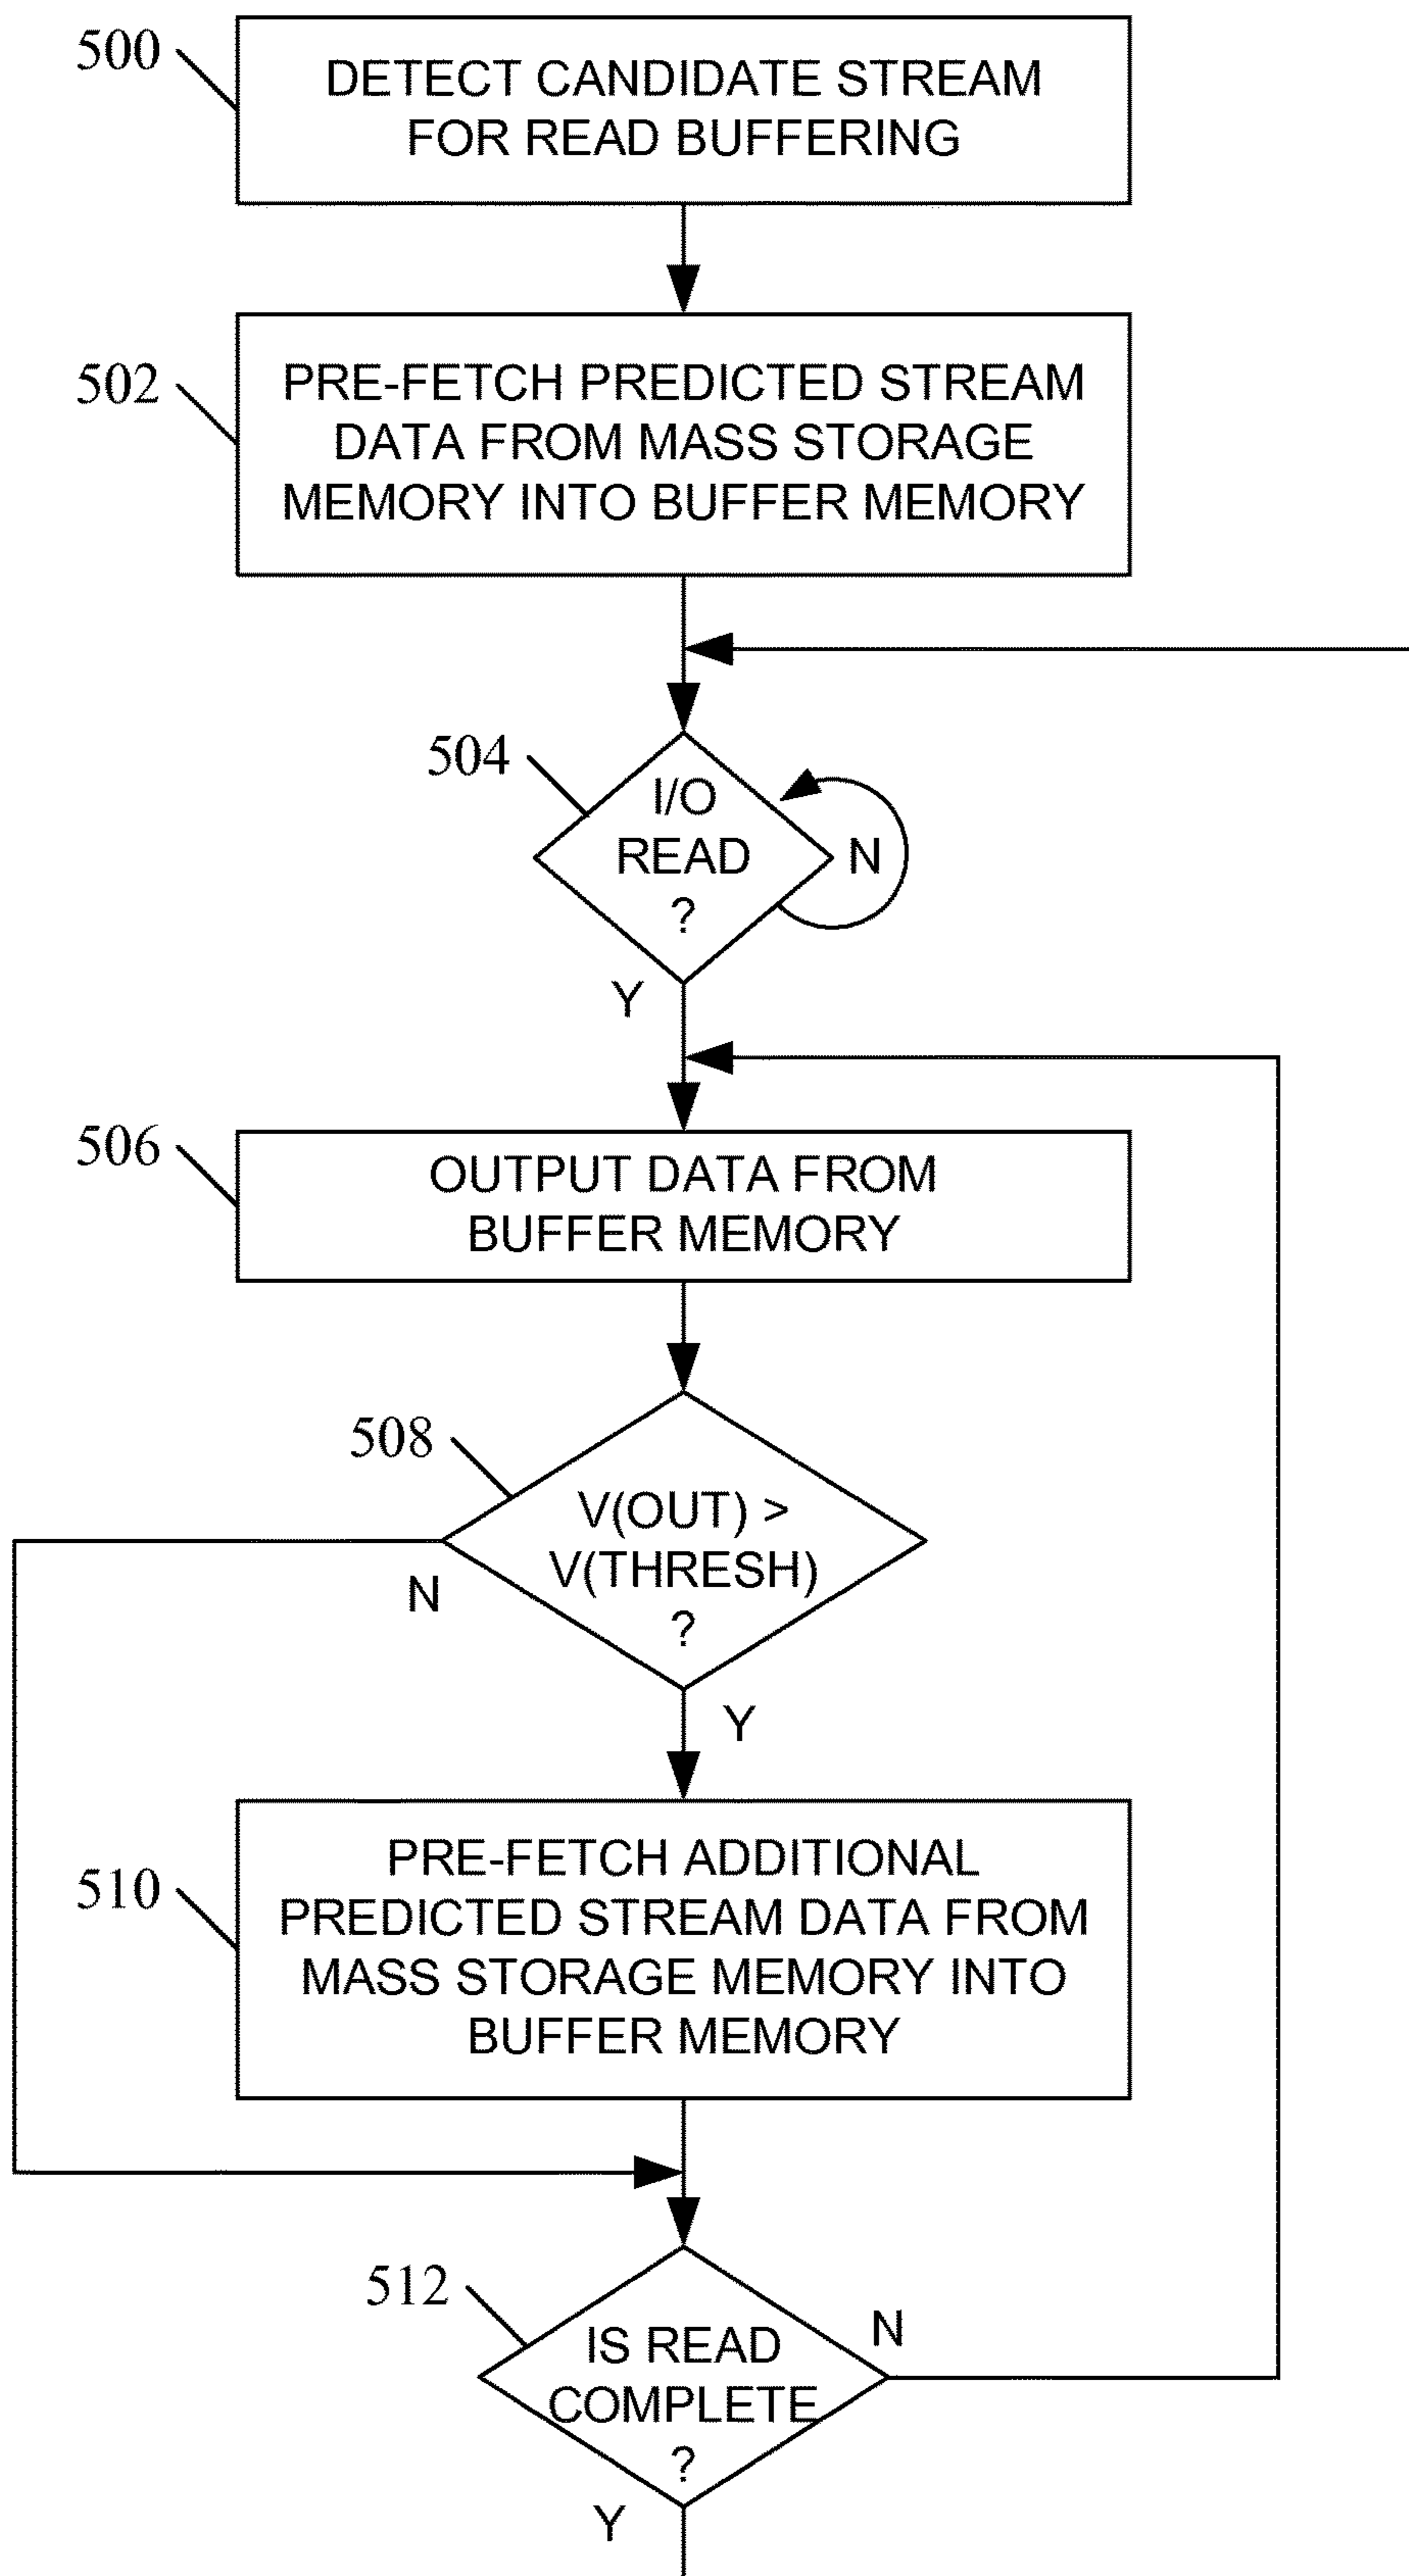 500
DETECT CANDIDATE STREAM
FOR READ BUFFERING
502
PRE-FETCH PREDICTED STREAM
DATA FROM MASS STORAGE
MEMORY INTO BUFFER MEMORY
504
I/O
READ
?
N
Y
506
OUTPUT DATA FROM
BUFFER MEMORY
508
V(OUT) >
V(THRESH)
?
N
Y
510
PRE-FETCH ADDITIONAL
PREDICTED STREAM DATA FROM
MASS STORAGE MEMORY INTO
BUFFER MEMORY
512
IS READ
COMPLETE
?
N
Y